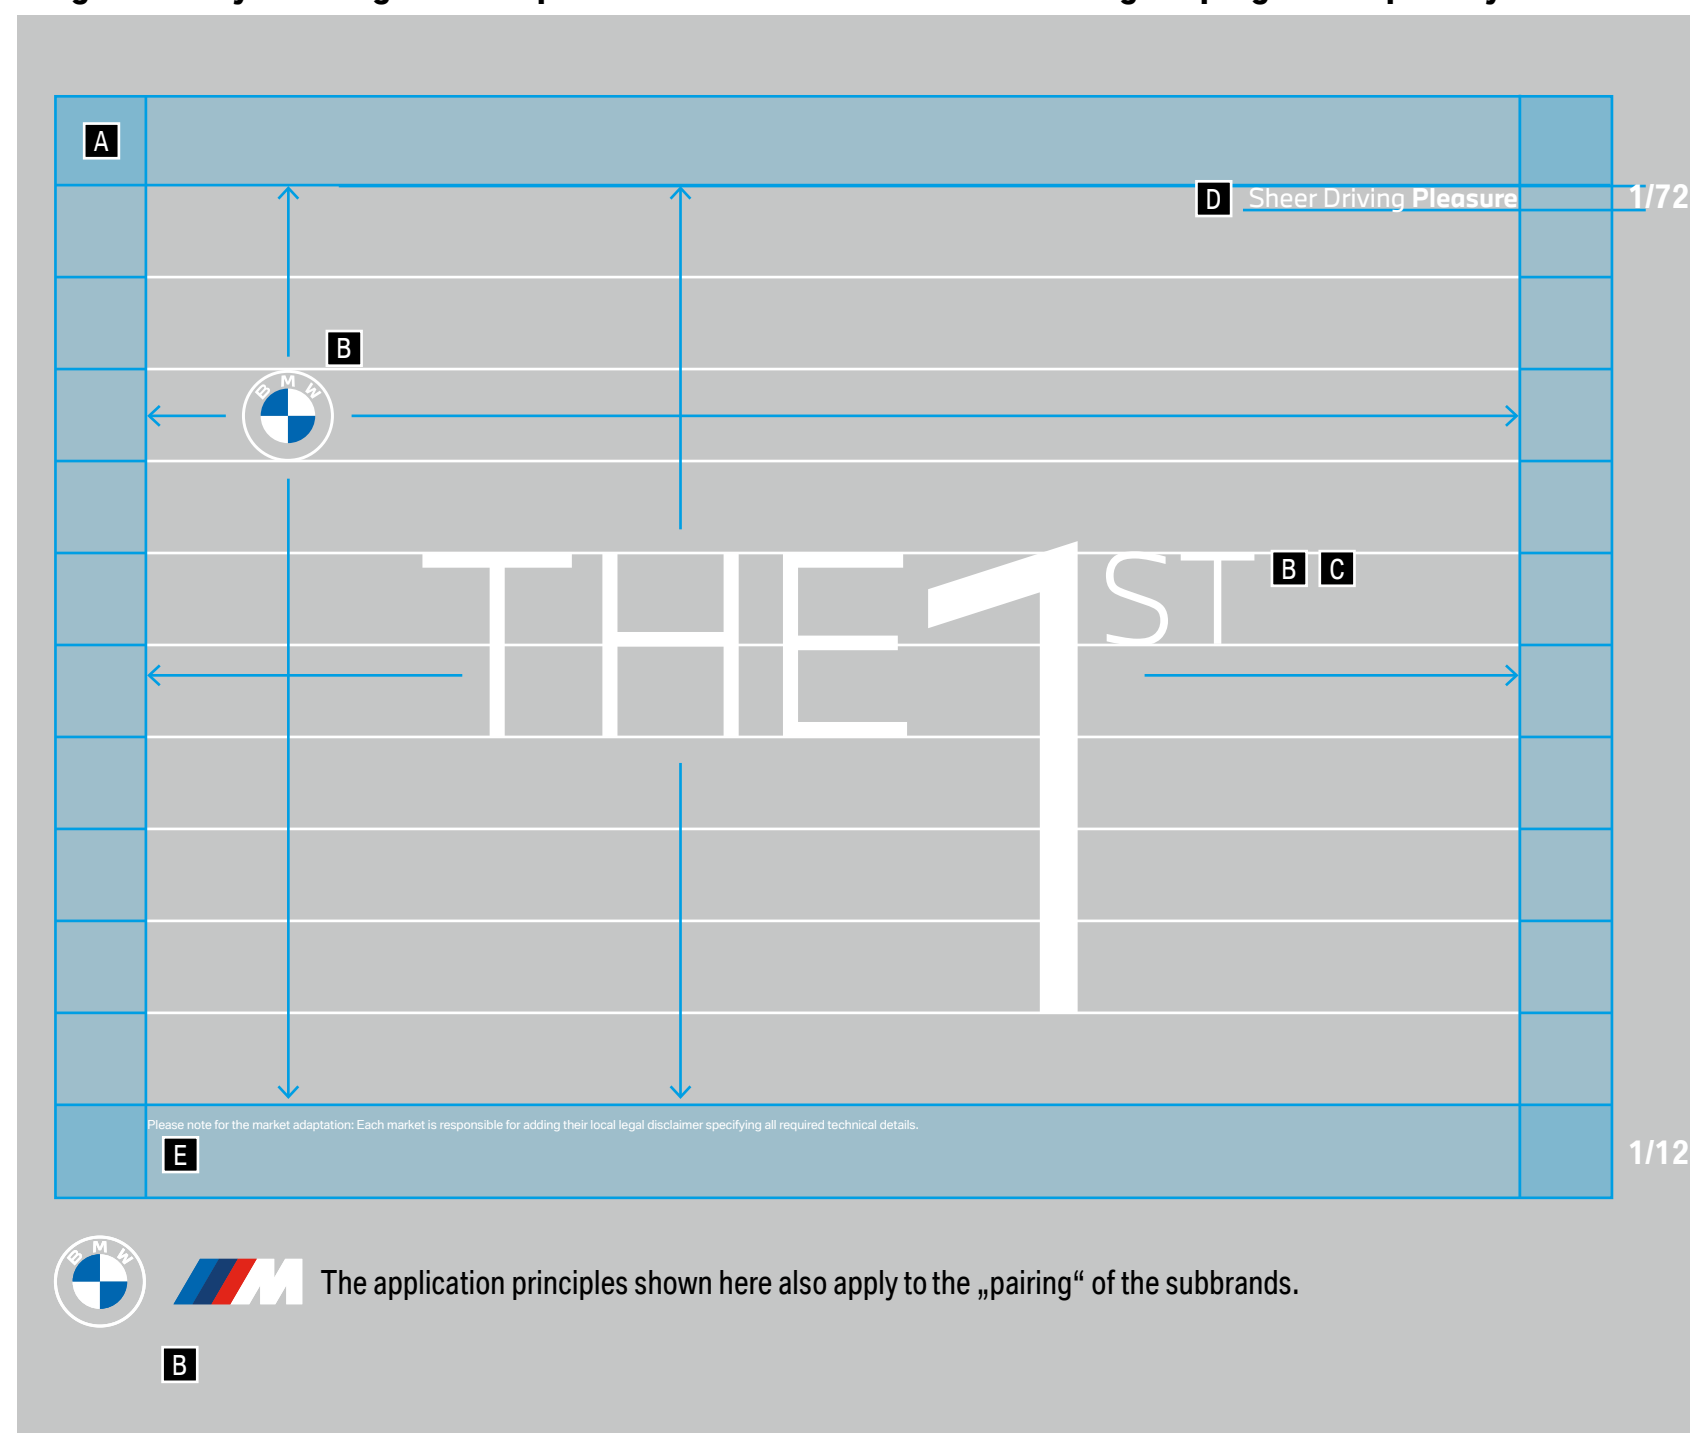 A
D Sheer Driving Pleasure 1/72
B
BMW
THE 1ST B C
Please note for the market adaptation: Each market is responsible for adding their local legal disclaimer specifying all required technical details.
E
1/12
BMW M The application principles shown here also apply to the „pairing“ of the subbrands.
B